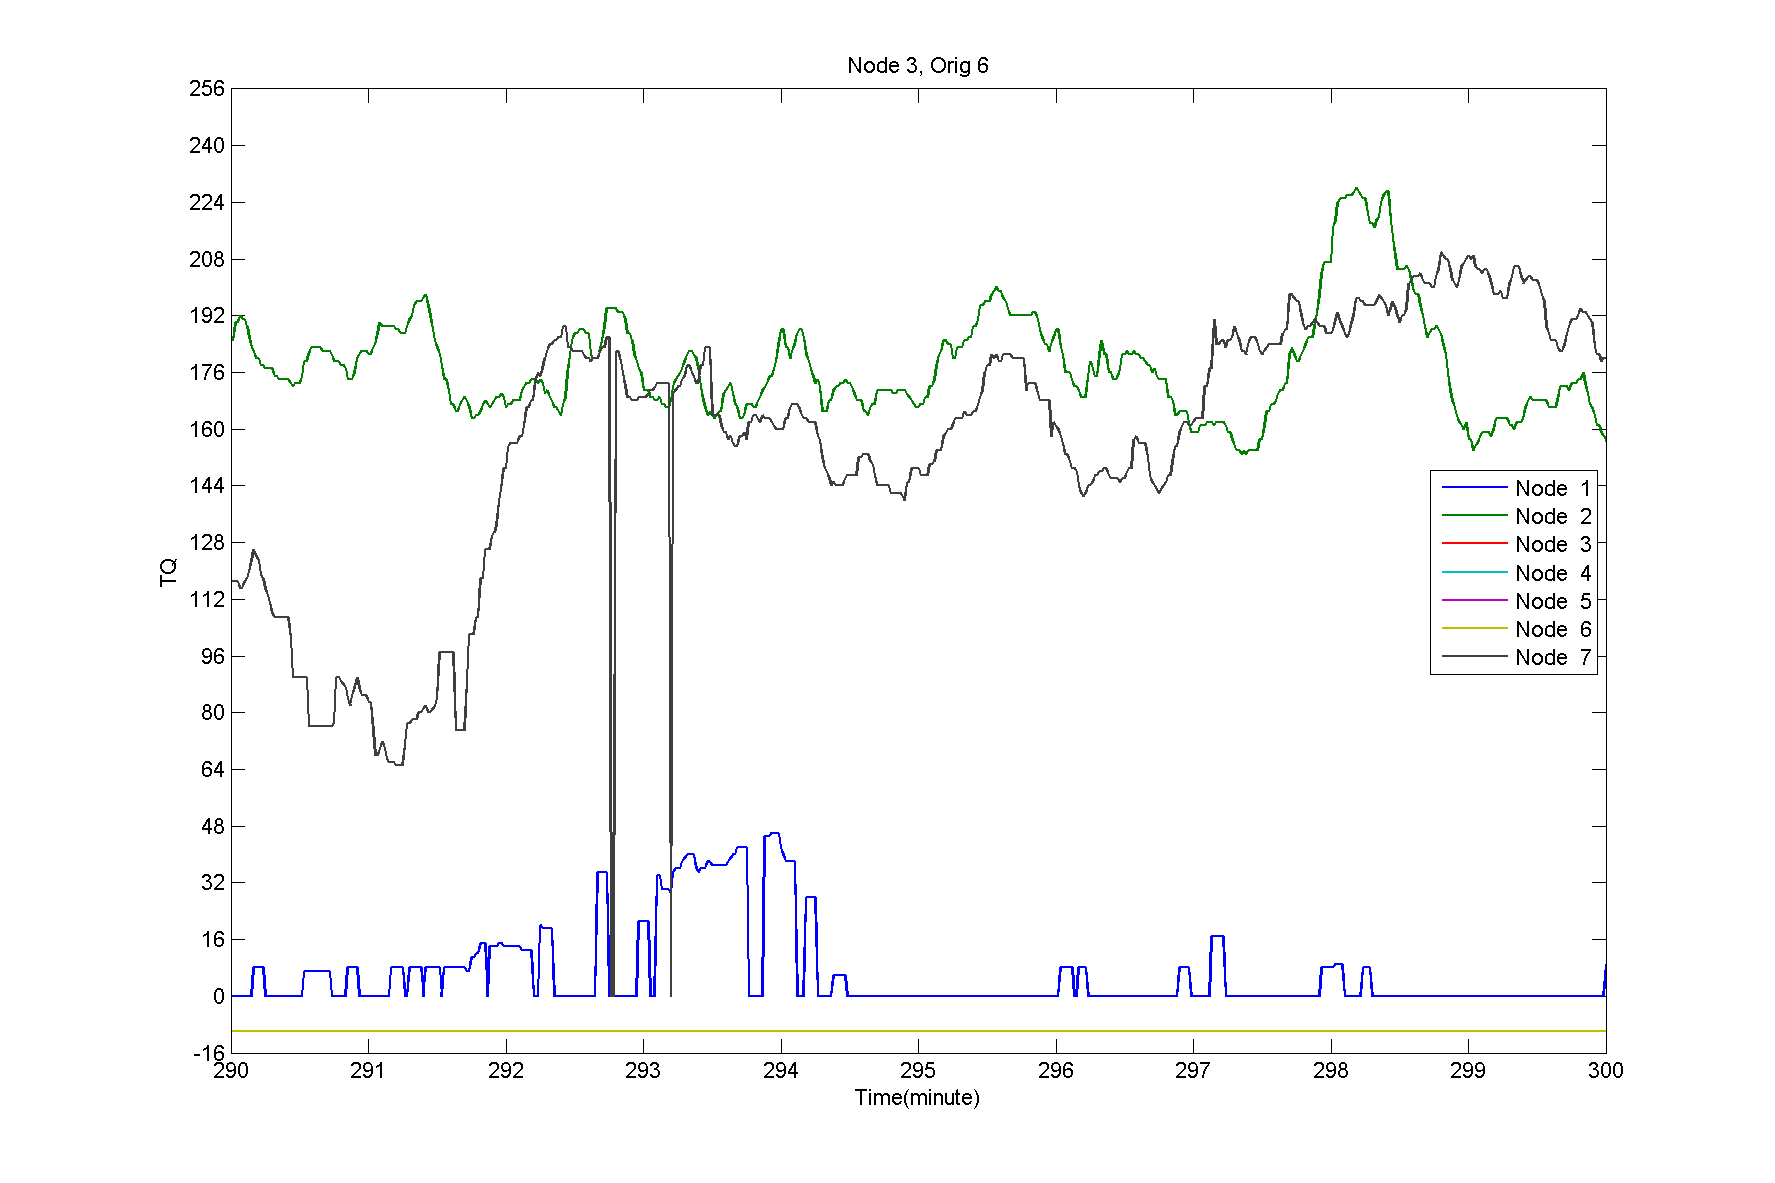 Node 3, Orig 6
256
240
224
208
192
176
160
144
128
112
96
80
64
48
32
16
0
-16
TQ
Node 1
Node 2
Node 3
Node 4
Node 5
Node 6
Node 7
290 291 292 293 294 295 296 297 298 299 300
Time(minute)